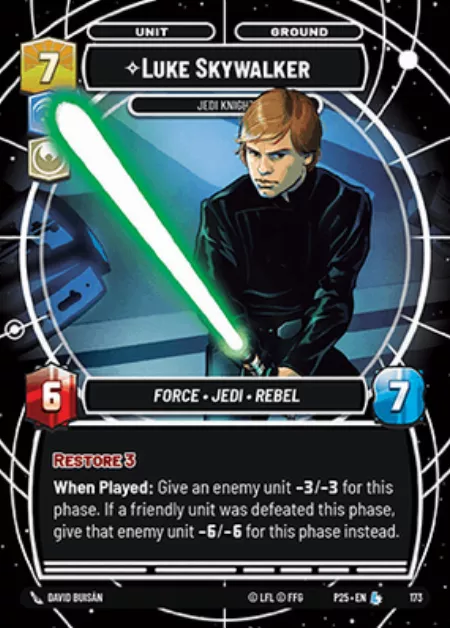 UNIT
GROUND
7
LUKE SKYWALKER
JEDI KNIGHT
6
FORCE • JEDI • REBEL
7
RESTORE 3
When Played: Give an enemy unit -3/-3 for this
phase. If a friendly unit was defeated this phase,
give that enemy unit -6/-6 for this phase instead.
DAVID BUISÁN
© LFL © FFG
P25 • EN
173